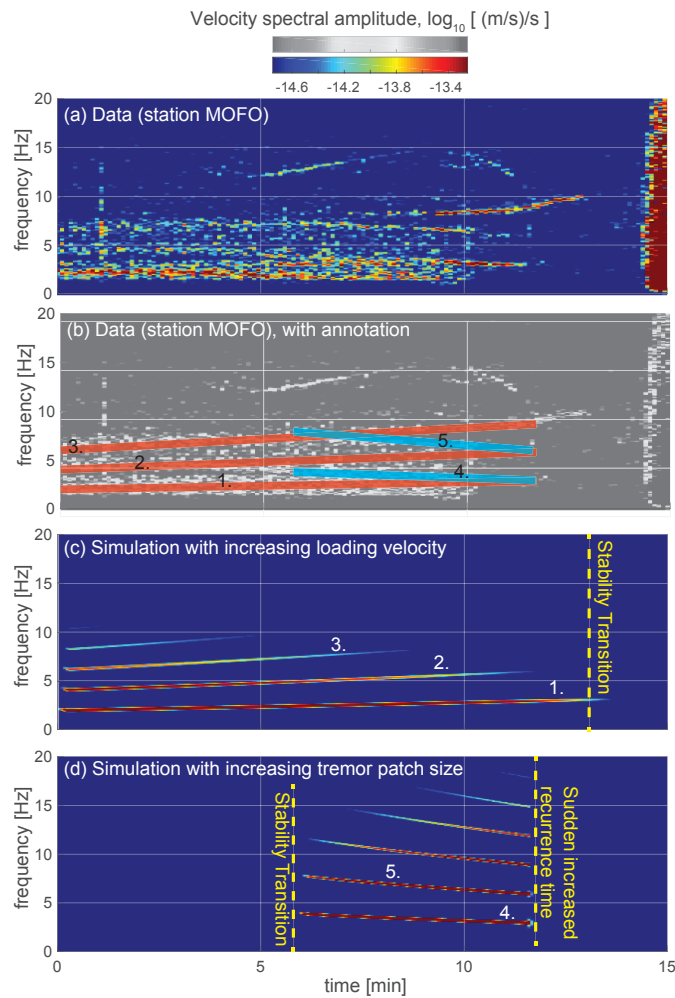 Velocity spectral amplitude, log10 [ (m/s)/s ]
-14.6 -14.2 -13.8 -13.4
(a) Data (station MOFO)
frequency [Hz]
20
15
10
5
0
(b) Data (station MOFO), with annotation
frequency [Hz]
20
15
10
5
0
3.
2.
1.
5.
4.
(c) Simulation with increasing loading velocity
frequency [Hz]
20
15
10
5
0
3.
2.
1.
Stability Transition
(d) Simulation with increasing tremor patch size
frequency [Hz]
20
15
10
5
0
Stability Transition
5.
4.
Sudden increased
recurrence time
0 5 10 15
time [min]